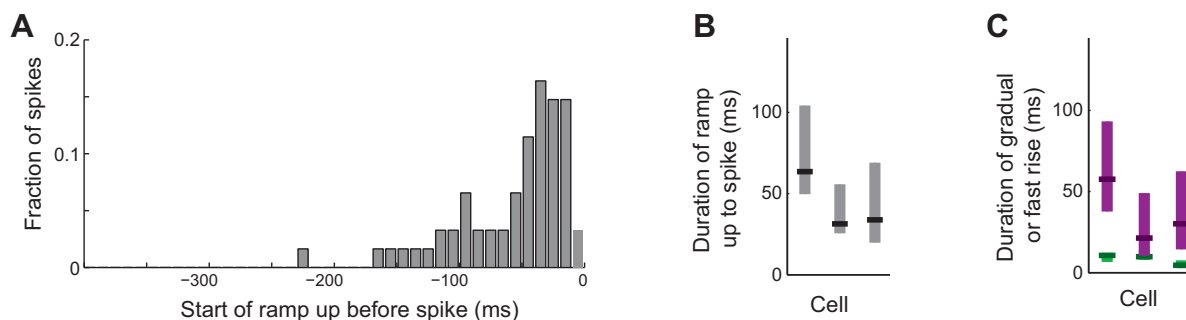 A
0.2
0.1
0
Fraction of spikes
−300
−200
−100
0
Start of ramp up before spike (ms)
B
Duration of ramp
up to spike (ms)
100
50
0
Cell
C
Duration of gradual
or fast rise (ms)
100
50
0
Cell